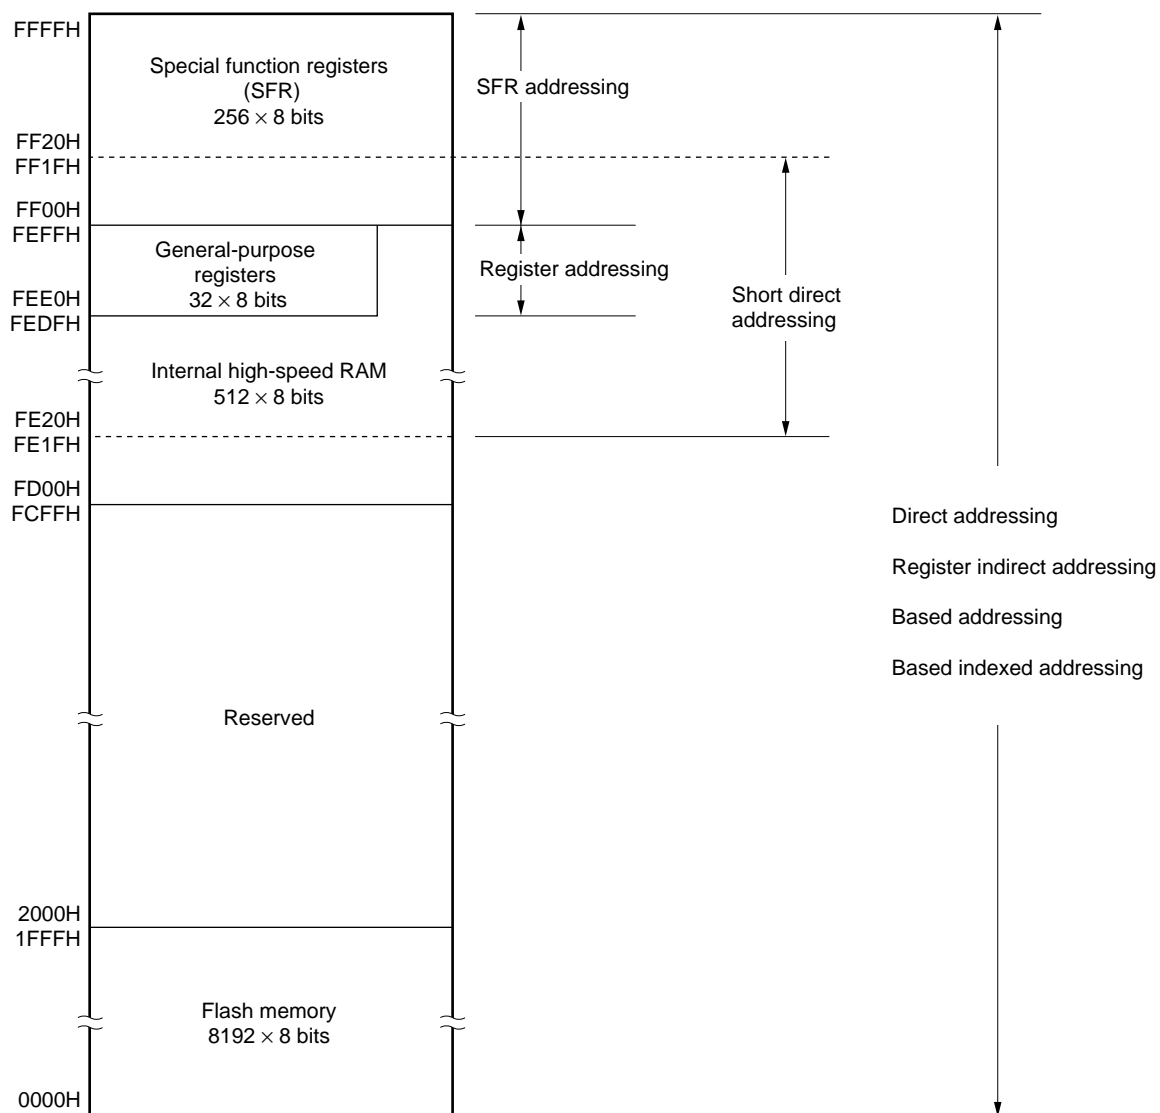 FFFFH
Special function registers
(SFR)
256 × 8 bits
SFR addressing
FF20H
FF1FH
FF00H
FEFFH
General-purpose
registers
32 × 8 bits
Register addressing
Short direct
addressing
FEE0H
FEDFH
Internal high-speed RAM
512 × 8 bits
FE20H
FE1FH
FD00H
FCFFH
Direct addressing
Register indirect addressing
Based addressing
Based indexed addressing
Reserved
2000H
1FFFH
Flash memory
8192 × 8 bits
0000H